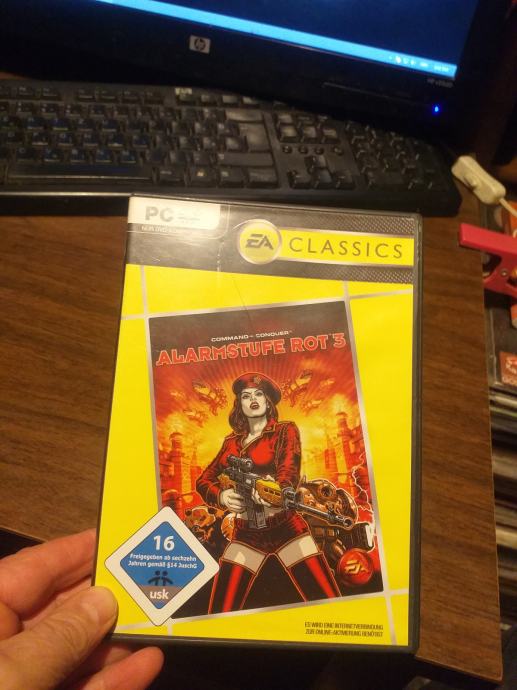 hp
PC
EA CLASSICS
COMMAND & CONQUER™
ALARMSTUFE ROT 3
16
Freigegeben ab sechzehn
Jahren gemäß §14 JuSchG
usk
EA
ES WIRD EINE INTERNETVERBINDUNG
ZUR ONLINE-AKTIVIERUNG BENÖTIGT